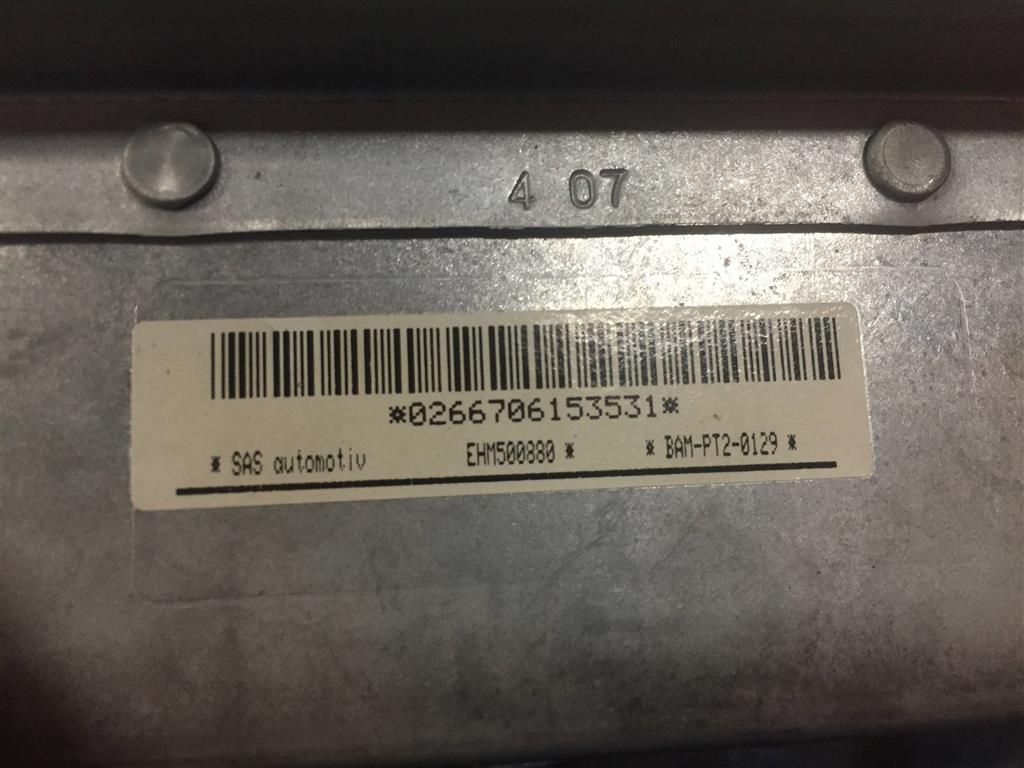 4 07
*0266706153531*
* SAS automotiv EHM500880 * * BAM-PT2-0129 *